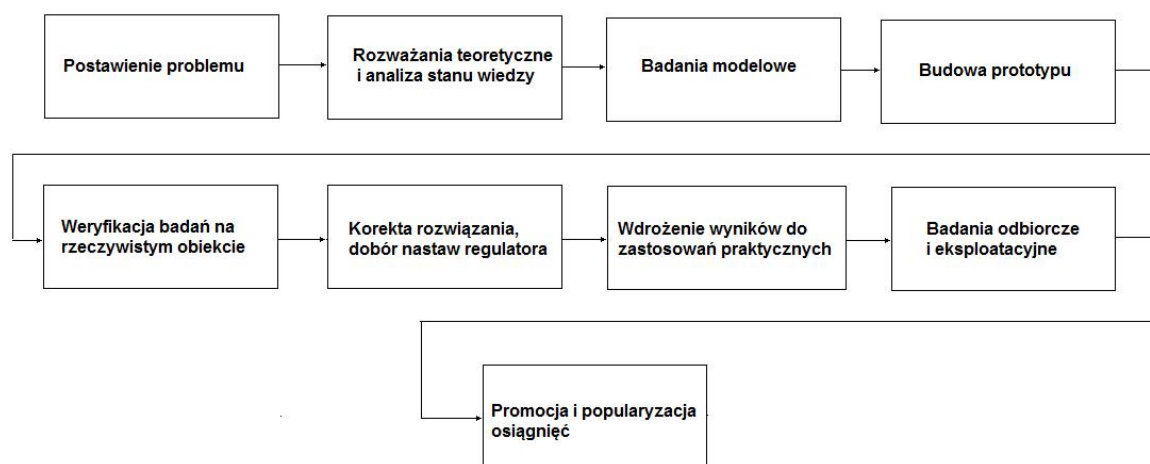 Postawienie problemu
Rozważania teoretyczne
i analiza stanu wiedzy
Badania modelowe
Budowa prototypu
Weryfikacja badań na
rzeczywistym obiekcie
Korekta rozwiązania,
dobór nastaw regulatora
Wdrożenie wyników do
zastosowań praktycznych
Badania odbiorcze
i eksploatacyjne
Promocja i popularyzacja
osiągnięć